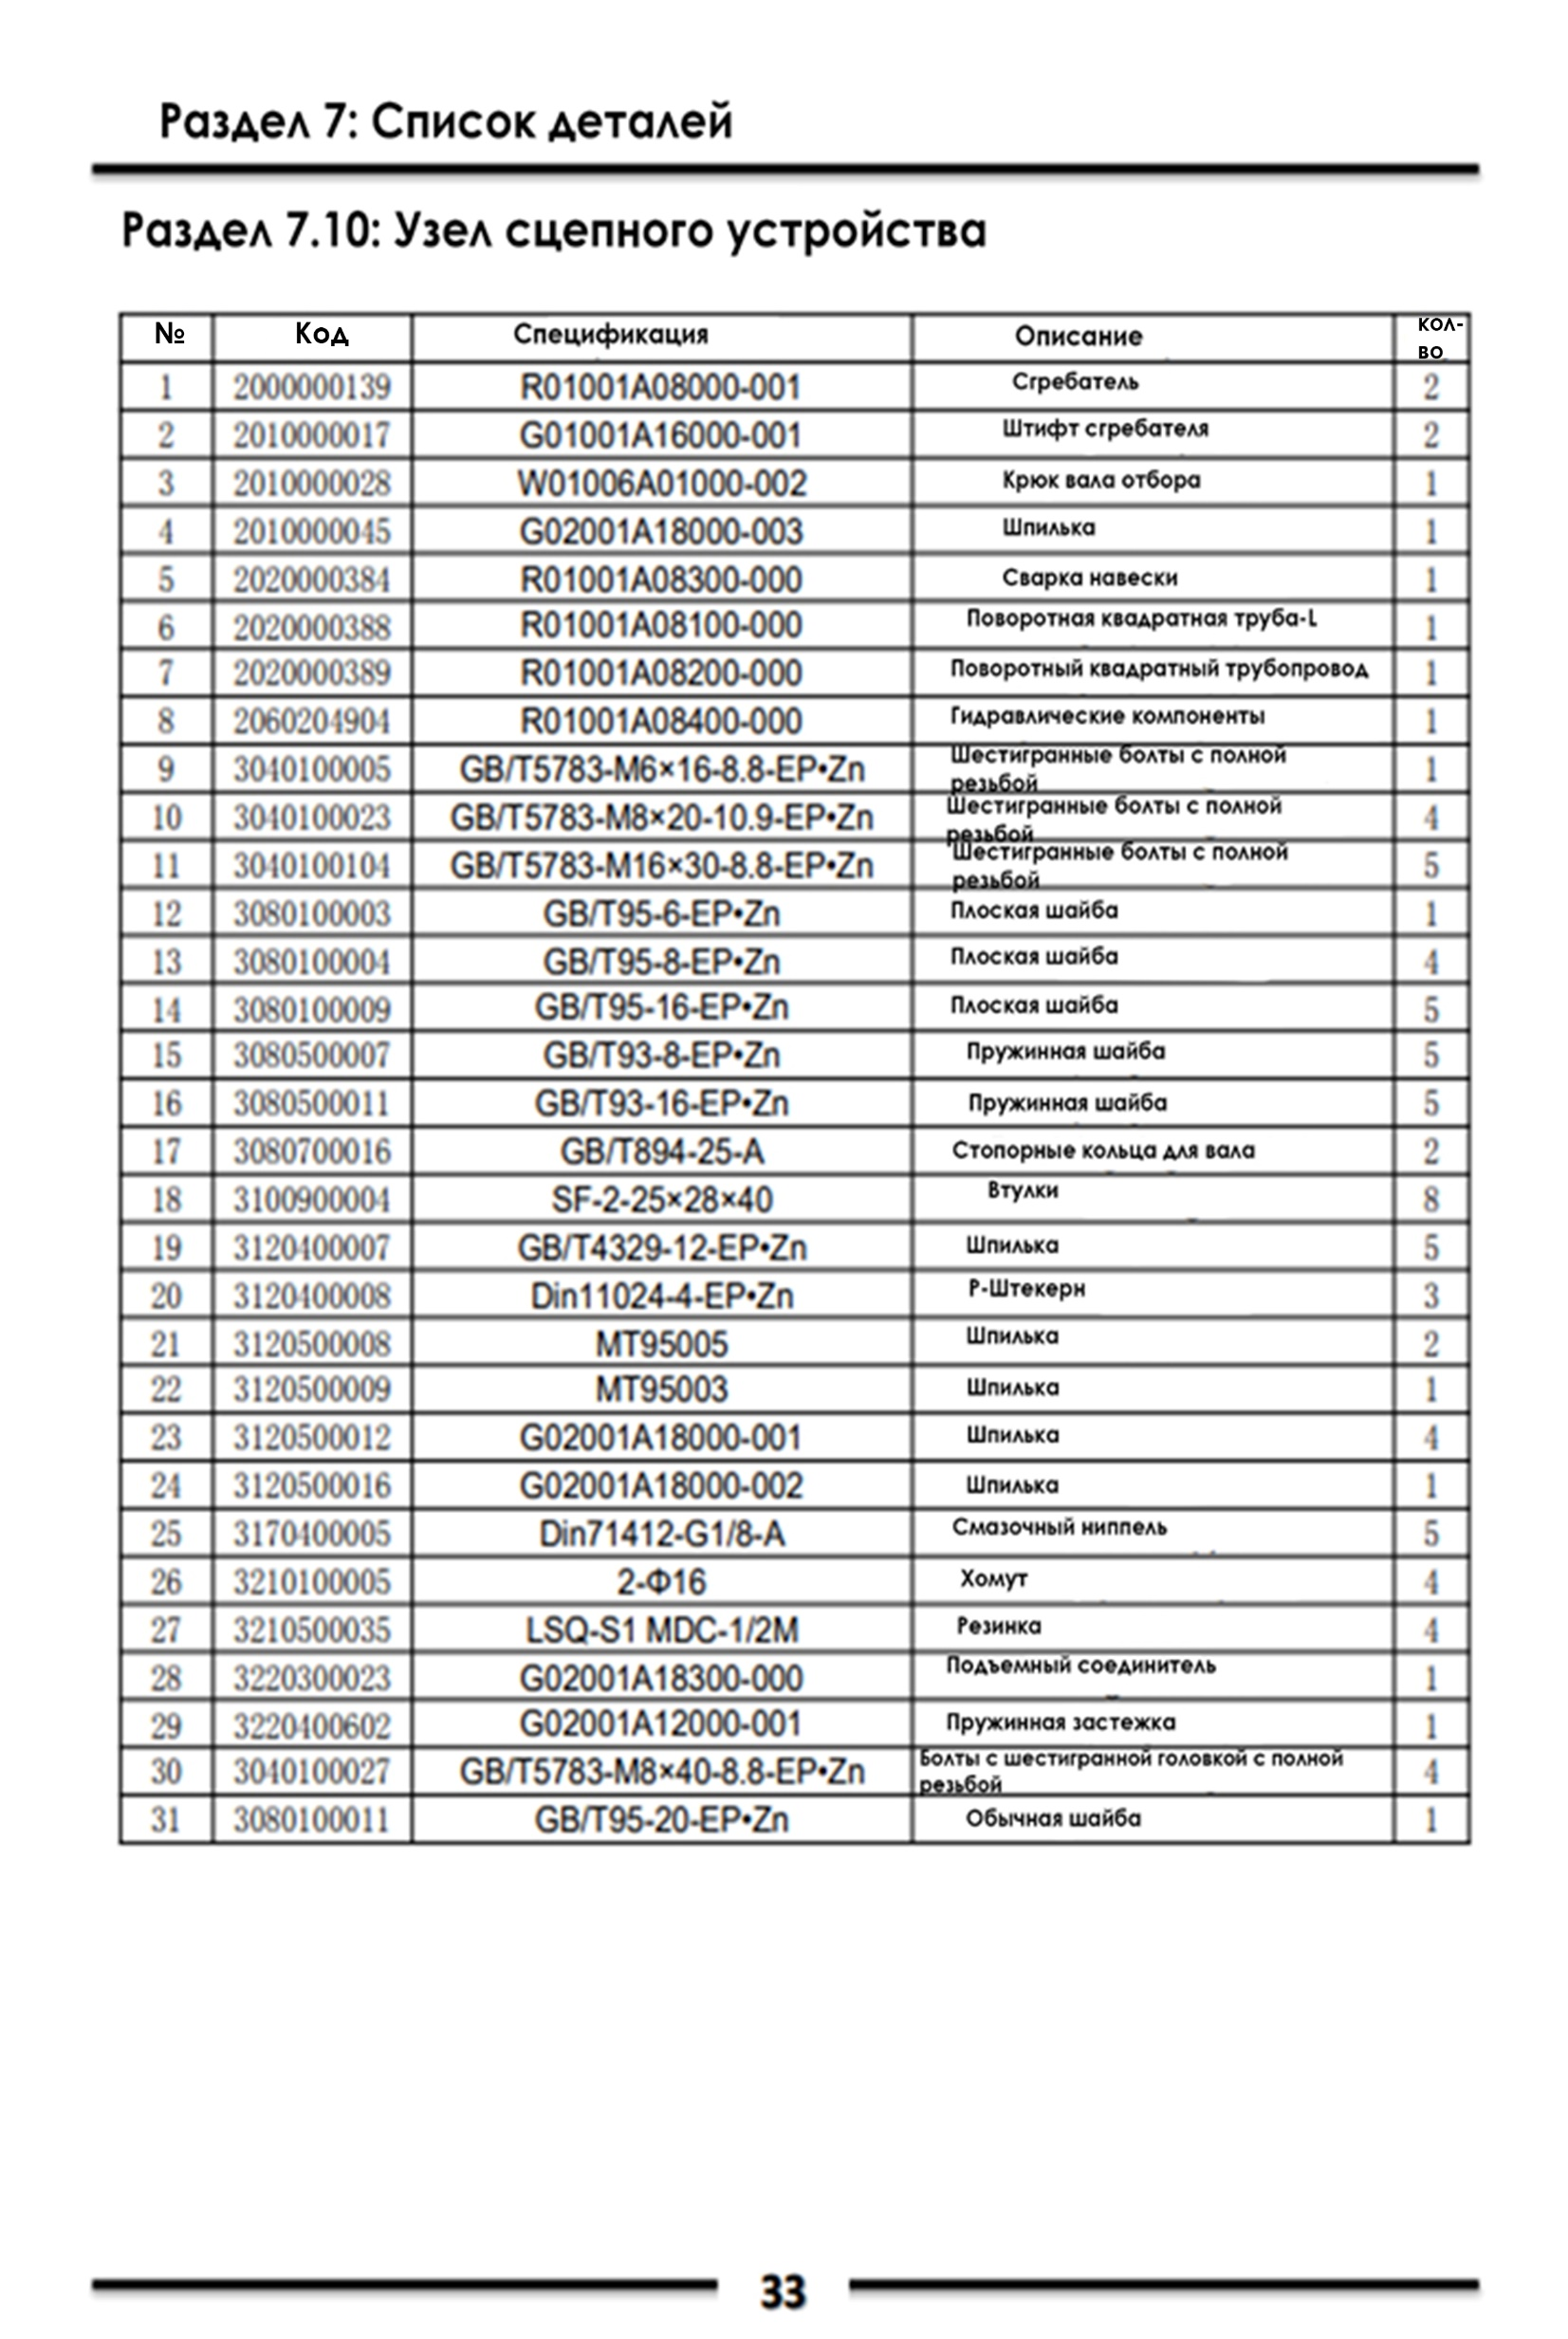 Раздел 7: Список деталей
Раздел 7.10: Узел сцепного устройства
№ Код Спецификация Описание кол-во
1 2000000139 R01001A08000-001 Сгребатель 2
2 2010000017 G01001A16000-001 Штифт сгребателя 2
3 2010000028 W01006A01000-002 Крюк вала отбора 1
4 2010000045 G02001A18000-003 Шпилька 1
5 2020000384 R01001A08300-000 Сварка навески 1
6 2020000388 R01001A08100-000 Поворотная квадратная труба-L 1
7 2020000389 R01001A08200-000 Поворотный квадратный трубопровод 1
8 2060204904 R01001A08400-000 Гидравлические компоненты 1
9 3040100005 GB/T5783-M6×16-8.8-EP•Zn Шестигранные болты с полной резьбой 1
10 3040100023 GB/T5783-M8×20-10.9-EP•Zn Шестигранные болты с полной резьбой 4
11 3040100104 GB/T5783-M16×30-8.8-EP•Zn Шестигранные болты с полной резьбой 5
12 3080100003 GB/T95-6-EP•Zn Плоская шайба 1
13 3080100004 GB/T95-8-EP•Zn Плоская шайба 4
14 3080100009 GB/T95-16-EP•Zn Плоская шайба 5
15 3080500007 GB/T93-8-EP•Zn Пружинная шайба 5
16 3080500011 GB/T93-16-EP•Zn Пружинная шайба 5
17 3080700016 GB/T894-25-A Стопорные кольца для вала 2
18 3100900004 SF-2-25×28×40 Втулки 8
19 3120400007 GB/T4329-12-EP•Zn Шпилька 5
20 3120400008 Din11024-4-EP•Zn Р-Штекерн 3
21 3120500008 MT95005 Шпилька 2
22 3120500009 MT95003 Шпилька 1
23 3120500012 G02001A18000-001 Шпилька 4
24 3120500016 G02001A18000-002 Шпилька 1
25 3170400005 Din71412-G1/8-A Смазочный ниппель 5
26 3210100005 2-Φ16 Хомут 4
27 3210500035 LSQ-S1 MDC-1/2M Резинка 4
28 3220300023 G02001A18300-000 Подъемный соединитель 1
29 3220400602 G02001A12000-001 Пружинная застежка 1
30 3040100027 GB/T5783-M8×40-8.8-EP•Zn Болты с шестигранной головкой с полной резьбой 4
31 3080100011 GB/T95-20-EP•Zn Обычная шайба 1
33